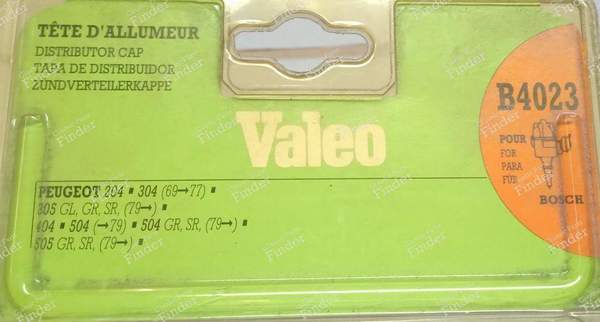 TÊTE D'ALLUMEUR
DISTRIBUTOR CAP
TAPA DE DISTRIBUIDOR
ZÜNDVERTEILERKAPPE
Valeo
B4023
POUR
FOR
PARA
FÜR
BOSCH
PEUGEOT 204 ▪ 304 (69→77) ▪
305 GL, GR, SR, (79→) ▪
404 ▪ 504 (→79) ▪ 504 GR, SR, (79→) ▪
505 GR, SR, (79→) ▪